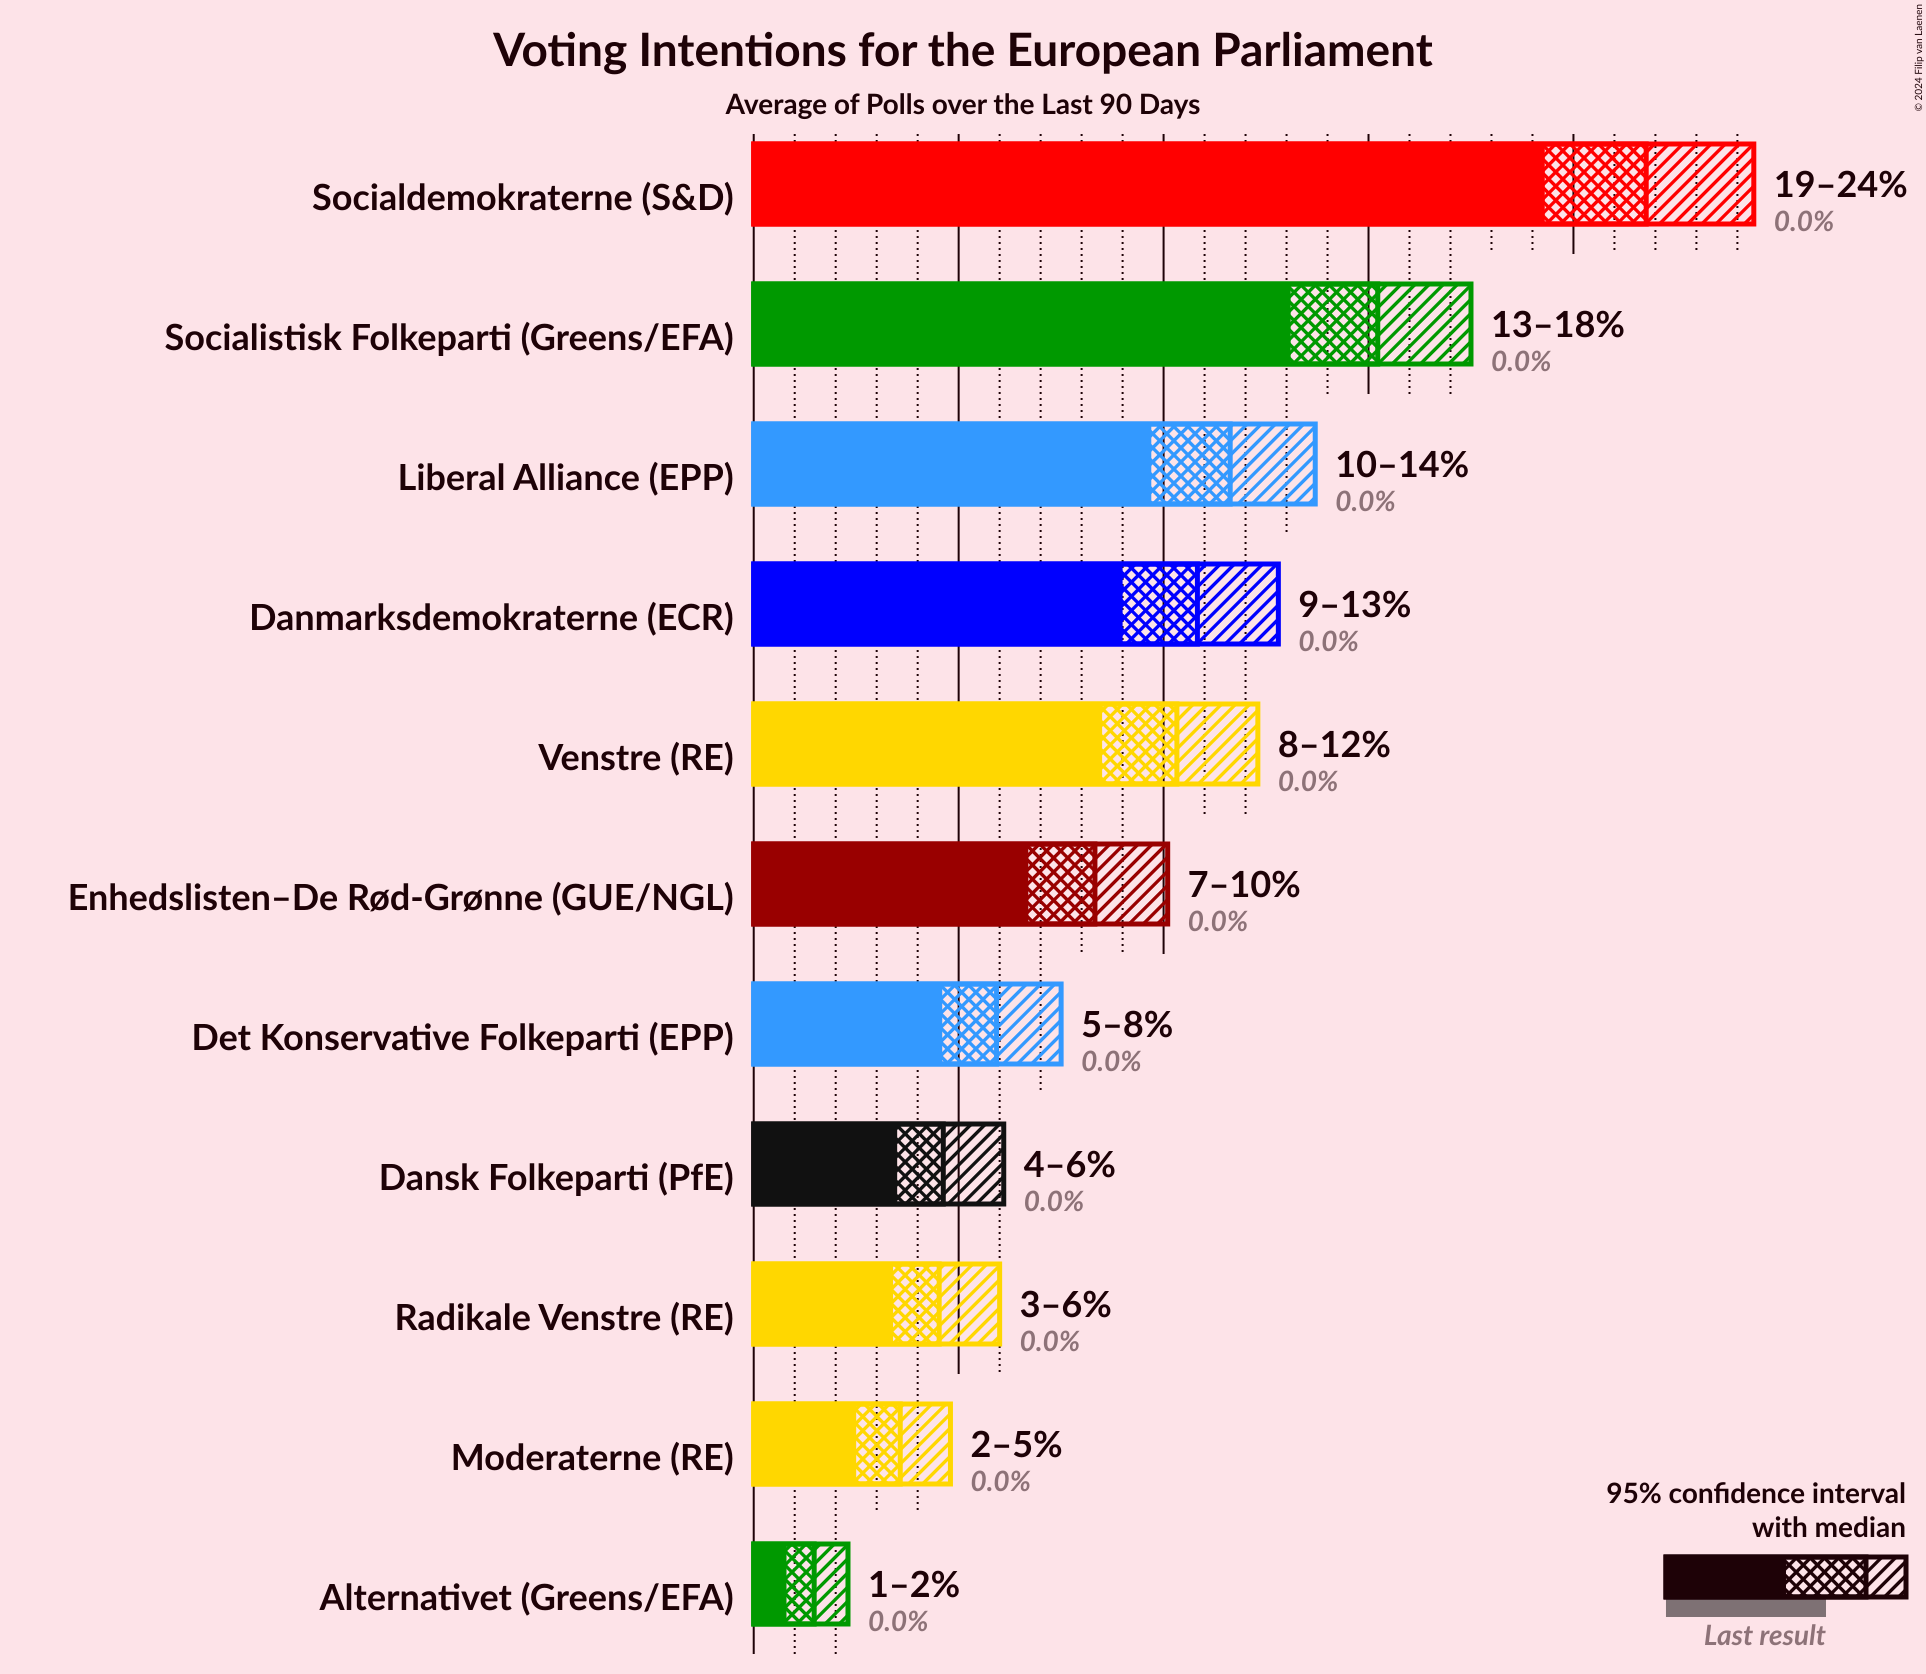 Voting Intentions for the European Parliament
Average of Polls over the Last 90 Days
© 2024 Filip van Laenen
Socialdemokraterne (S&D)
19–24%
0.0%
Socialistisk Folkeparti (Greens/EFA)
13–18%
0.0%
Liberal Alliance (EPP)
10–14%
0.0%
Danmarksdemokraterne (ECR)
9–13%
0.0%
Venstre (RE)
8–12%
0.0%
Enhedslisten–De Rød-Grønne (GUE/NGL)
7–10%
0.0%
Det Konservative Folkeparti (EPP)
5–8%
0.0%
Dansk Folkeparti (PfE)
4–6%
0.0%
Radikale Venstre (RE)
3–6%
0.0%
Moderaterne (RE)
2–5%
0.0%
Alternativet (Greens/EFA)
1–2%
0.0%
95% confidence interval
with median
Last result